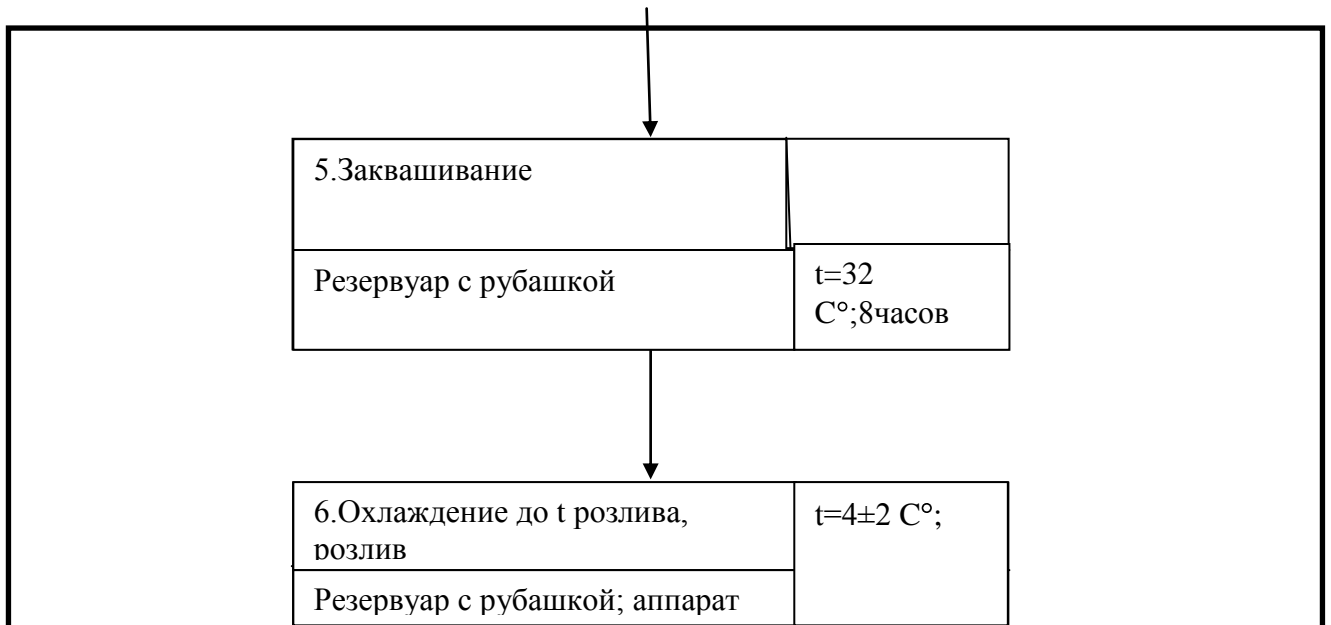 5.Заквашивание
Резервуар с рубашкой
t=32
C°;8часов
6.Охлаждение до t розлива,
розлив
t=4±2 C°;
Резервуар с рубашкой; аппарат